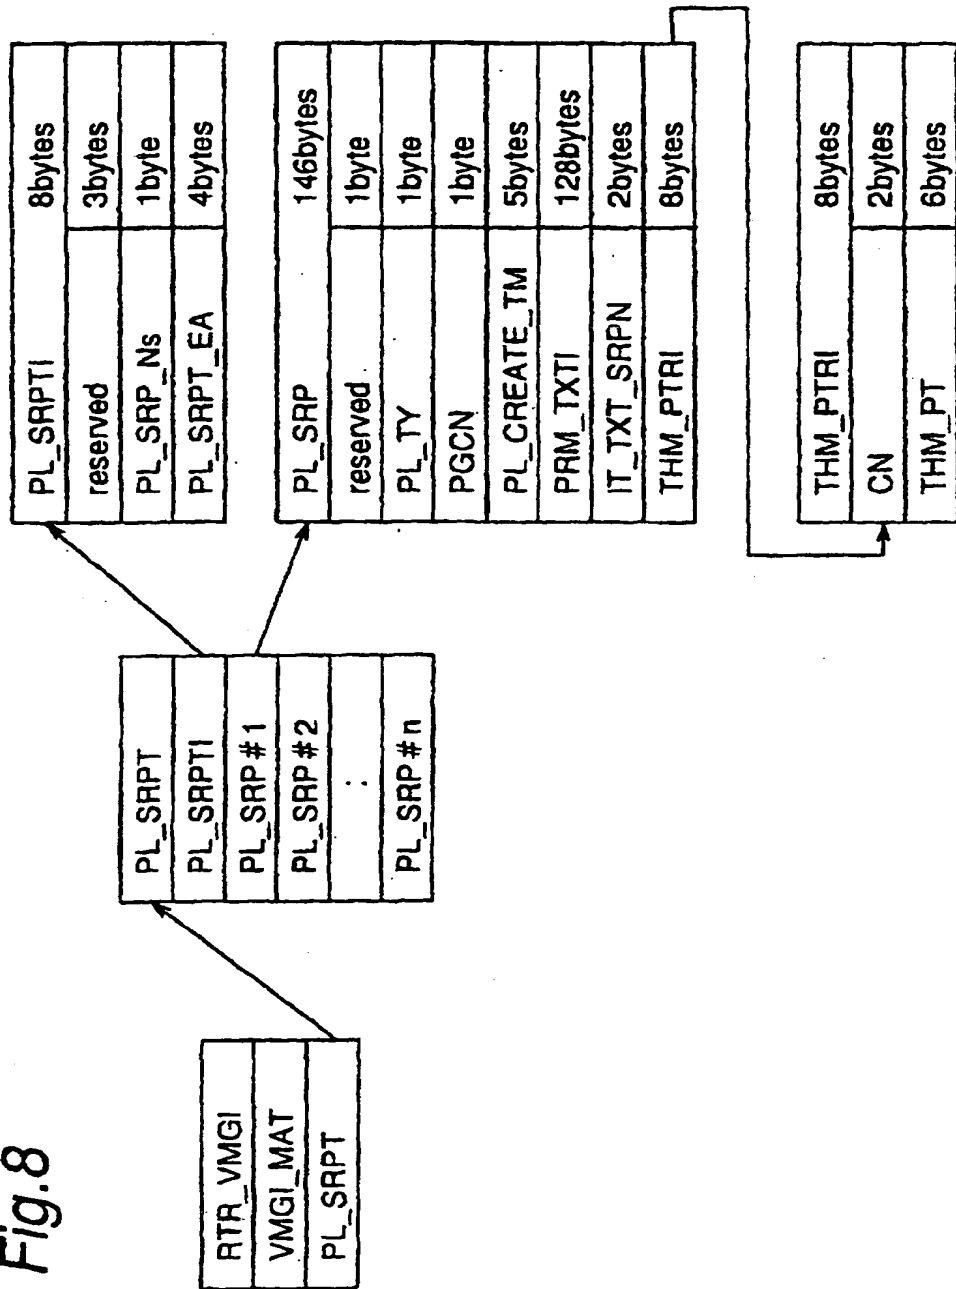 Fig.8
RTR_VMGI
VMGI_MAT
PL_SRPT
PL_SRPT
PL_SRPTI
PL_SRP#1
PL_SRP#2
:
PL_SRP#n
PL_SRPTI 8bytes
reserved 3bytes
PL_SRP_Ns 1byte
PL_SRPT_EA 4bytes
PL_SRP 146bytes
reserved 1byte
PL_TY 1byte
PGCN 1byte
PL_CREATE_TM 5bytes
PRM_TXTI 128bytes
IT_TXT_SRPN 2bytes
THM_PTRI 8bytes
THM_PTRI 8bytes
CN 2bytes
THM_PT 6bytes